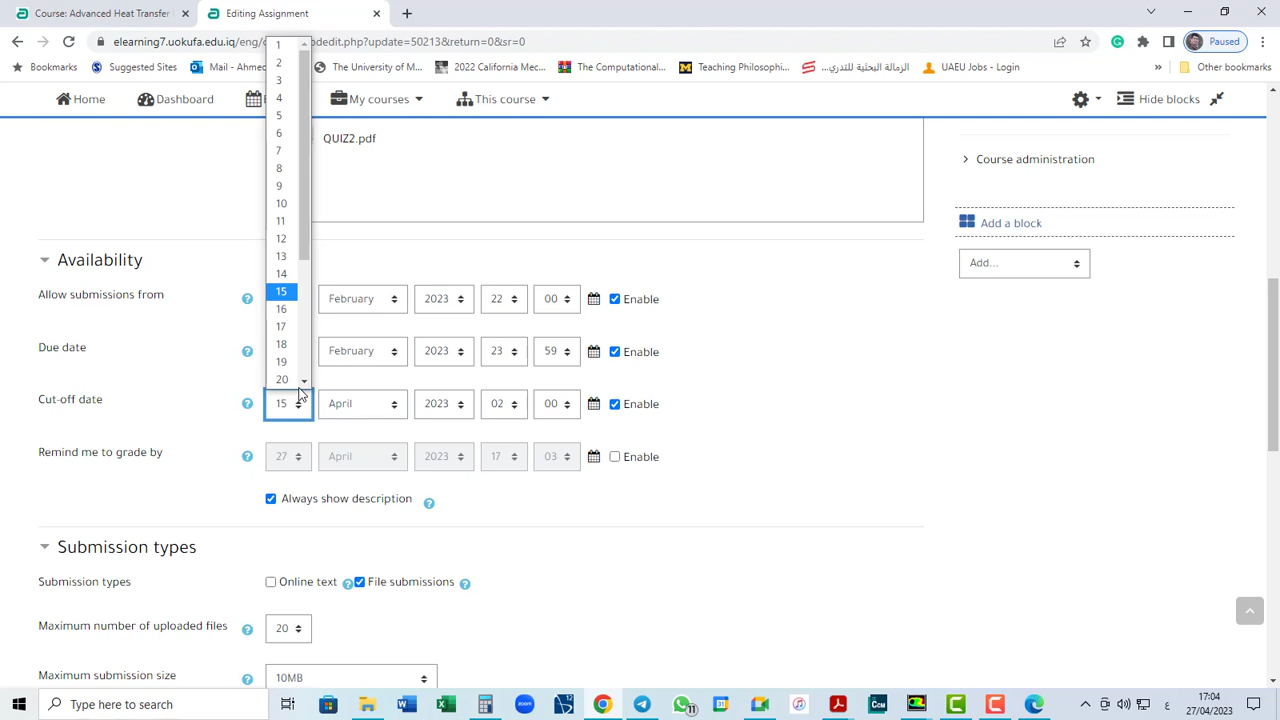 Course: Advanced Heat Transfer
Editing Assignment
elearning7.uokufa.edu.iq/eng/
dedit.php?update=50213&return=0&sr=0
Paused
Bookmarks
Suggested Sites
Mail - Ahmec
The University of M...
2022 California Mec...
The Computational...
Teaching Philosophi...
الزمالة البحثية للتدري...
UAEU Jobs - Login
»
Other bookmarks
Home
Dashboard
My courses
This course
Hide blocks
QUIZ2.pdf
Course administration
Add a block
Add...
1
2
3
4
5
6
7
8
9
10
11
12
13
14
15
16
17
18
19
20
Availability
Allow submissions from
February
2023
22
00
Enable
Due date
February
2023
23
59
Enable
Cut-off date
15
April
2023
02
00
Enable
Remind me to grade by
27
April
2023
17
03
Enable
Always show description
Submission types
Submission types
Online text
File submissions
Maximum number of uploaded files
20
Maximum submission size
10MB
Type here to search
11
ع
17:04
27/04/2023